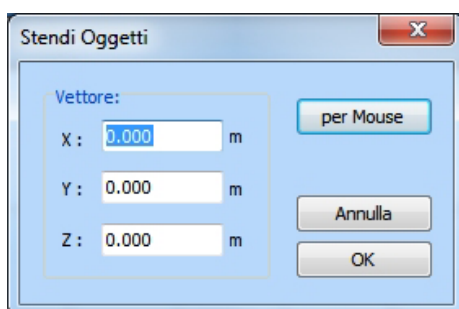 Stendi Oggetti
Vettore:
X : 0.000 m
per Mouse
Y : 0.000 m
Z : 0.000 m
Annulla
OK